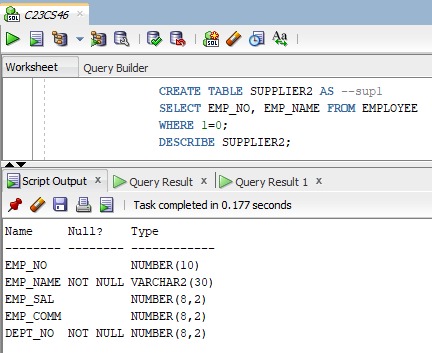 C23CS46
Worksheet Query Builder
CREATE TABLE SUPPLIER2 AS --sup1
SELECT EMP_NO, EMP_NAME FROM EMPLOYEE
WHERE 1=0;
DESCRIBE SUPPLIER2;
Script Output x Query Result x Query Result 1 x
Task completed in 0.177 seconds
Name Null? Type
-------- -------- ------------
EMP_NO NUMBER(10)
EMP_NAME NOT NULL VARCHAR2(30)
EMP_SAL NUMBER(8,2)
EMP_COMM NUMBER(8,2)
DEPT_NO NOT NULL NUMBER(8,2)